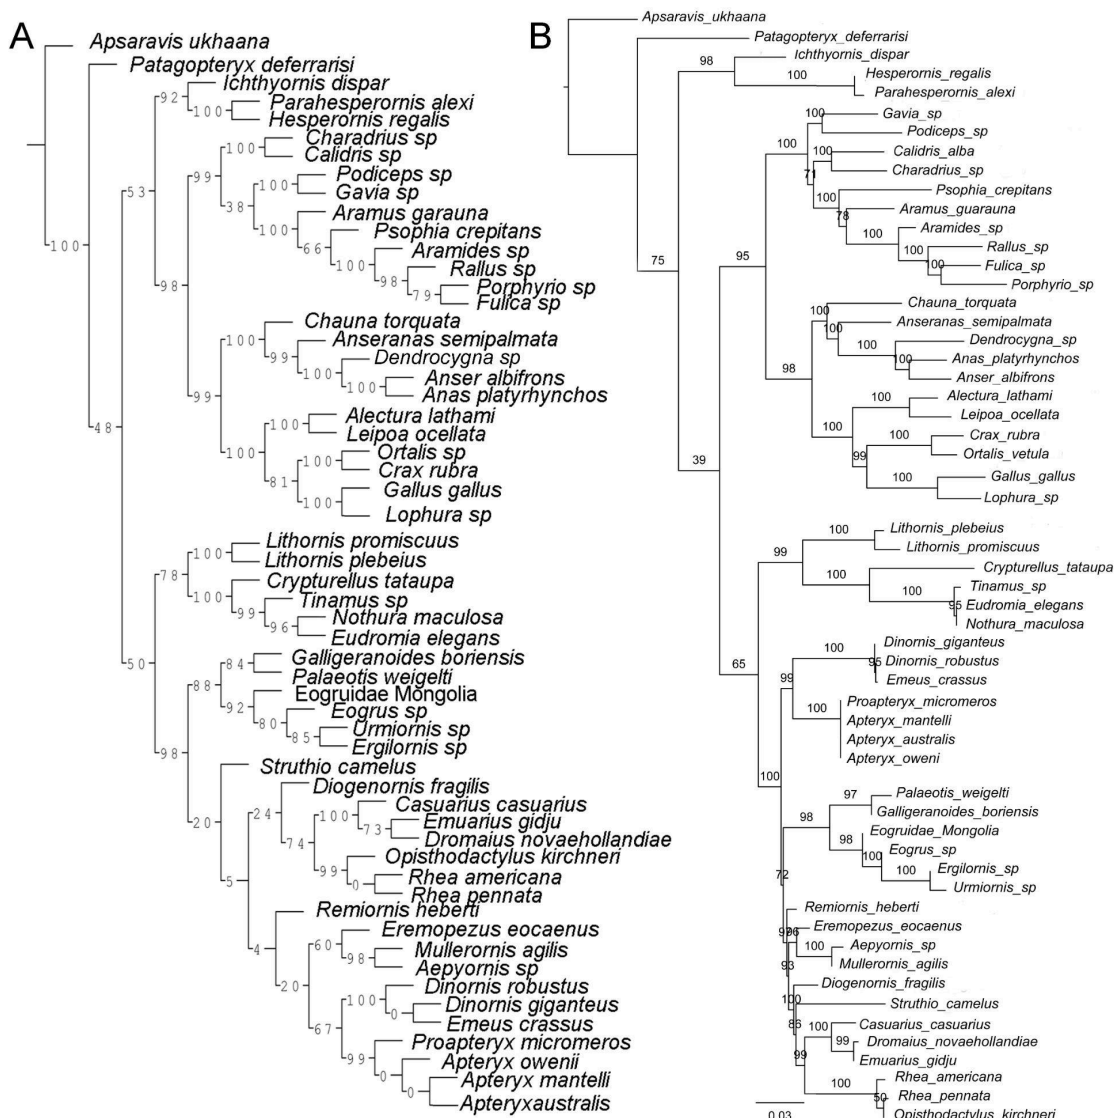 A
Apsaravis ukhaana
Patagopteryx deferrarisi
Ichthyornis dispar
92
100
Parahesperornis alexi
Hesperornis regalis
Charadrius sp
100
Calidris sp
53
99
Podiceps sp
100
Gavia sp
38
Aramus garauna
100
Psophia crepitans
66
100
Aramides sp
98
Rallus sp
79
Porphyrio sp
Fulica sp
100
98
Chauna torquata
100
Anseranas semipalmata
99
Dendrocygna sp
100
Anser albifrons
100
Anas platyrhynchos
99
Alectura lathami
Leipoa ocellata
48
100
Ortalis sp
100
Crax rubra
81
Gallus gallus
100
Lophura sp
Lithornis promiscuus
100
Lithornis plebeius
78
Crypturellus tataupa
100
Tinamus sp
99
Nothura maculosa
96
Eudromia elegans
50
Galligeranoides boriensis
84
Palaeotis weigelti
88
Eogruidae Mongolia
92
Eogrus sp
80
Urmiornis sp
85
Ergilornis sp
98
Struthio camelus
Diogenornis fragilis
24
Casuarius casuarius
100
Emuarius gidju
73
Dromaius novaehollandiae
20
74
Opisthodactylus kirchneri
99
Rhea americana
0
Rhea pennata
5
Remiornis heberti
Eremopezus eocaenus
60
Mullerornis agilis
98
Aepyornis sp
4
20
Dinornis robustus
100
Dinornis giganteus
0
Emeus crassus
67
Proapteryx micromeros
99
Apteryx owenii
0
Apteryx mantelli
0
Apteryxaustralis
B
Apsaravis_ukhaana
Patagopteryx_deferrarisi
Ichthyornis_dispar
98
Hesperornis_regalis
100
Parahesperornis_alexi
Gavia_sp
100
Podiceps_sp
100
Calidris_alba
100
Charadrius_sp
71
Psophia_crepitans
100
Aramus_guarauna
78
Aramides_sp
100
Rallus_sp
100
Fulica_sp
100
Porphyrio_sp
75
95
Chauna_torquata
100
Anseranas_semipalmata
100
Dendrocygna_sp
100
Anas_platyrhynchos
100
Anser_albifrons
98
Alectura_lathami
100
Leipoa_ocellata
100
Crax_rubra
100
Ortalis_vetula
99
Gallus_gallus
100
Lophura_sp
39
Lithornis_plebeius
100
Lithornis_promiscuus
99
Crypturellus_tataupa
100
Tinamus_sp
100
95
Eudromia_elegans
Nothura_maculosa
65
Dinornis_giganteus
100
95
Dinornis_robustus
Emeus_crassus
99
Proapteryx_micromeros
100
Apteryx_mantelli
Apteryx_australis
Apteryx_oweni
100
Palaeotis_weigelti
97
Galligeranoides_boriensis
98
Eogruidae_Mongolia
98
Eogrus_sp
100
Ergilornis_sp
100
Urmiornis_sp
72
Remiornis_heberti
Eremopezus_eocaenus
96
Aepyornis_sp
100
Mullerornis_agilis
93
Diogenornis_fragilis
100
Struthio_camelus
86
Casuarius_casuarius
100
Dromaius_novaehollandiae
99
Emuarius_gidju
99
Rhea_americana
100
Rhea_pennata
50
Opisthodactylus_kirchneri
0.03